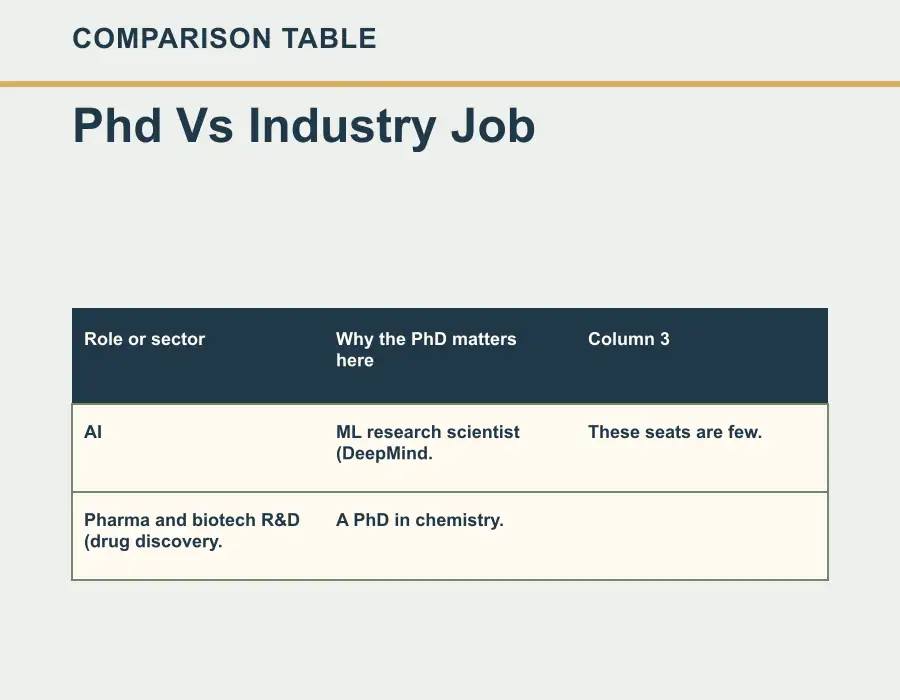 COMPARISON TABLE
Phd Vs Industry Job
Role or sector
Why the PhD matters
here
Column 3
AI
ML research scientist
(DeepMind.
These seats are few.
Pharma and biotech R&D
(drug discovery.
A PhD in chemistry.